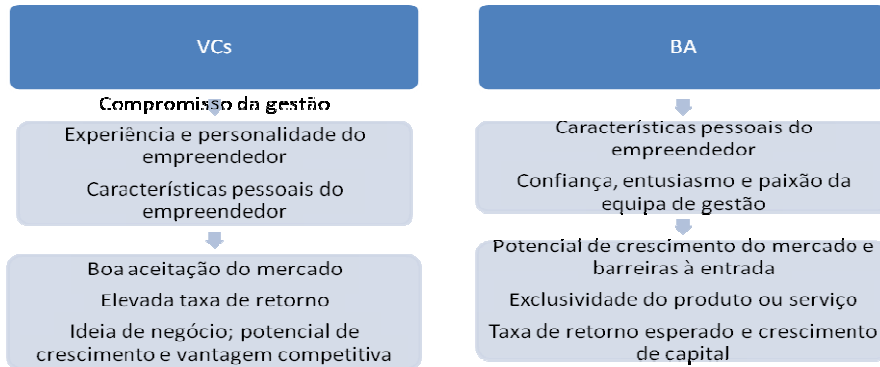 VCs
Compromisso da gestão
Experiência e personalidade do
empreendedor
Características pessoais do
empreendedor
Boa aceitação do mercado
Elevada taxa de retorno
Ideia de negócio; potencial de
crescimento e vantagem competitiva
BA
Características pessoais do
empreendedor
Confiança, entusiasmo e paixão da
equipa de gestão
Potencial de crescimento do mercado e
barreiras à entrada
Exclusividade do produto ou serviço
Taxa de retorno esperado e crescimento
de capital